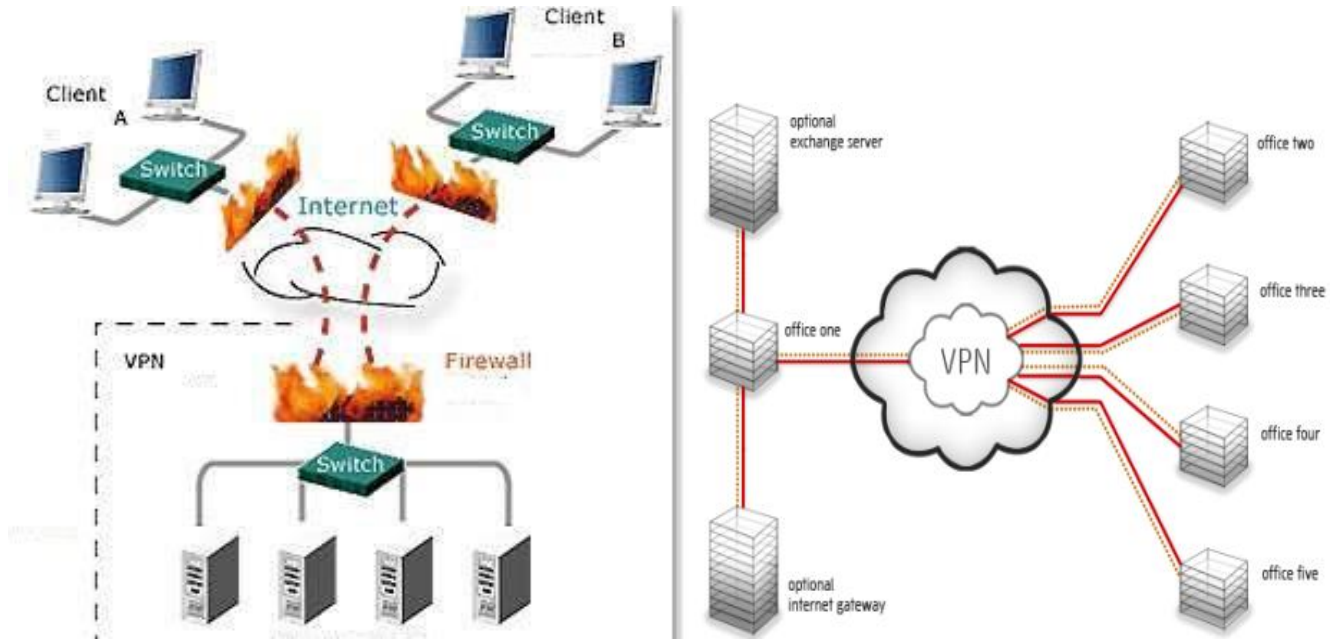 Client
A
Client
B
Switch
Switch
Internet
VPN
Firewall
Switch
optional
exchange server
office one
optional
internet gateway
VPN
office two
office three
office four
office five